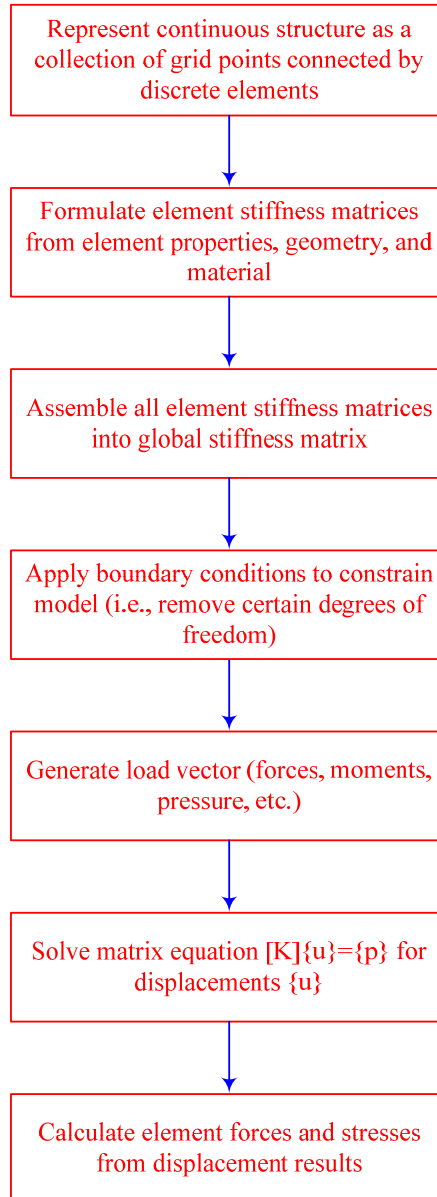 Represent continuous structure as a
collection of grid points connected by
discrete elements
Formulate element stiffness matrices
from element properties, geometry, and
material
Assemble all element stiffness matrices
into global stiffness matrix
Apply boundary conditions to constrain
model (i.e., remove certain degrees of
freedom)
Generate load vector (forces, moments,
pressure, etc.)
Solve matrix equation [K]{u}={p} for
displacements {u}
Calculate element forces and stresses
from displacement results